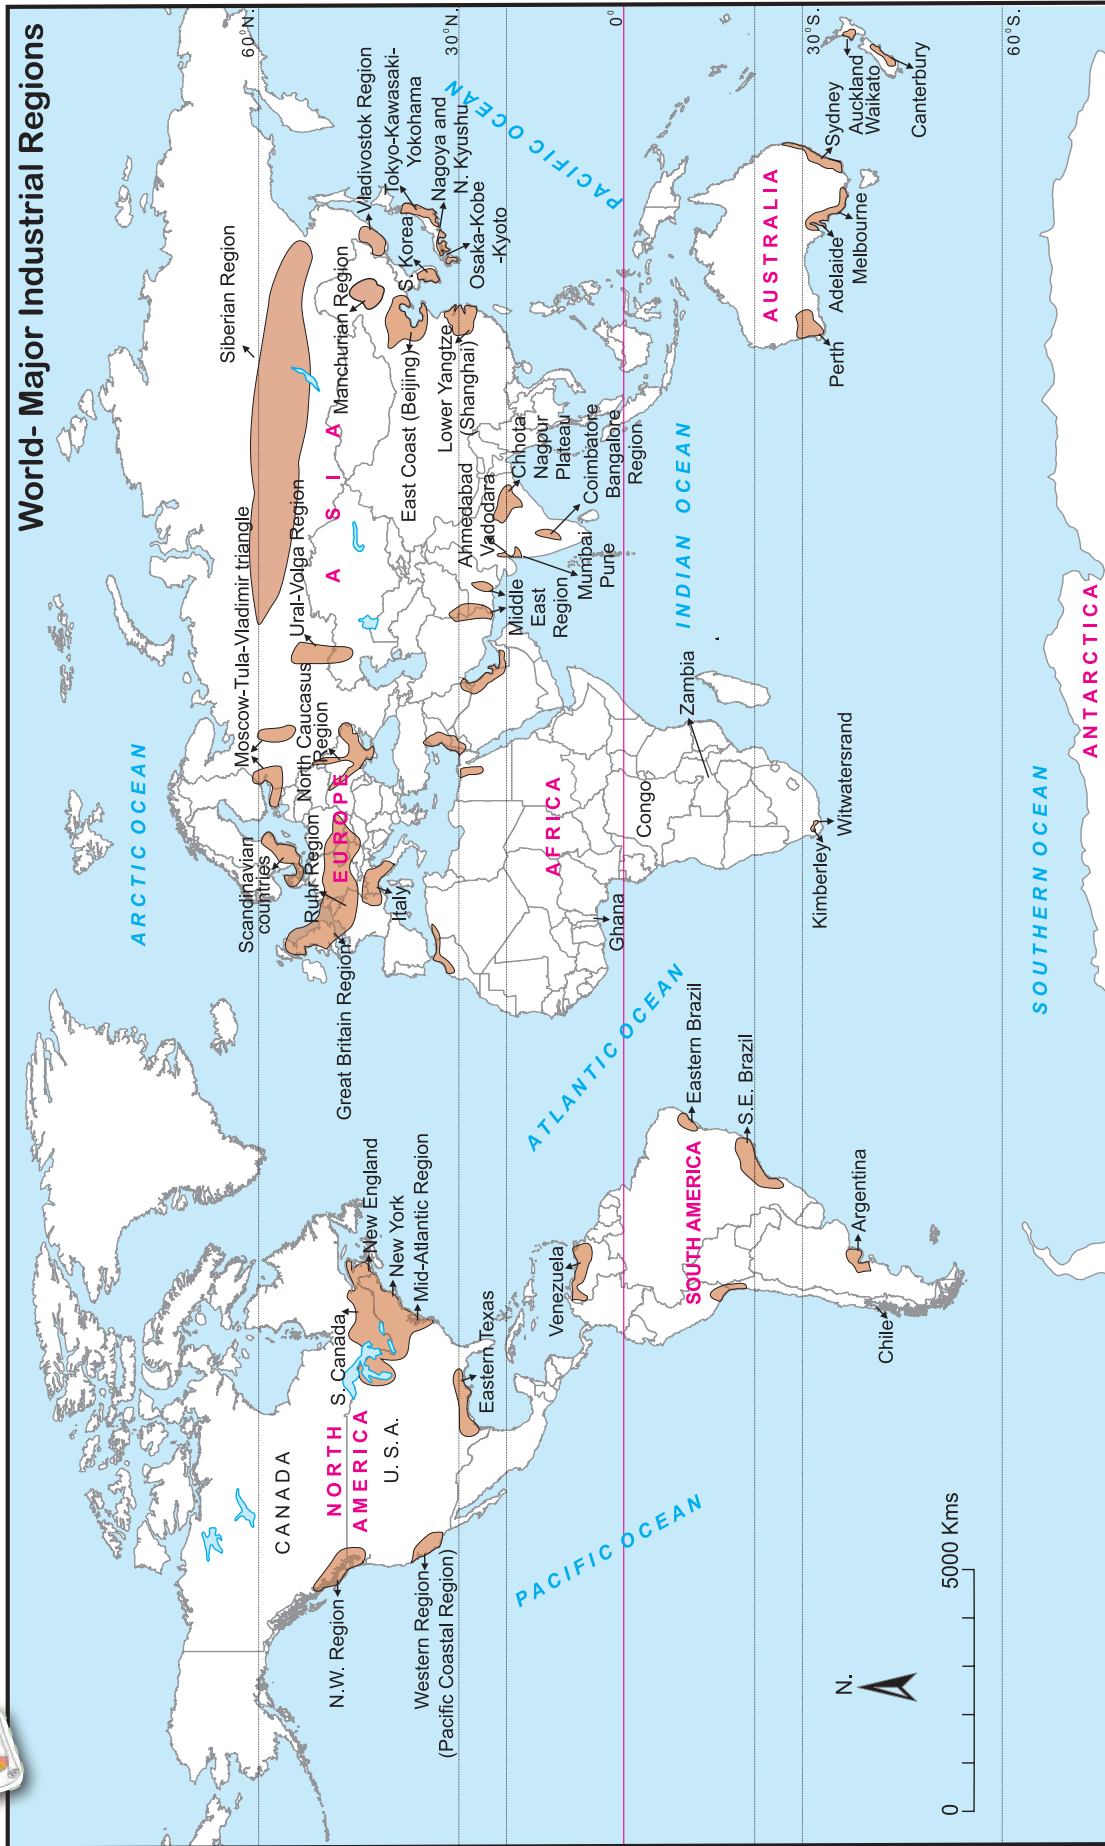 World- Major Industrial Regions
60°N.
30°N.
0°
30°S.
60°S.
ARCTIC OCEAN
PACIFIC OCEAN
PACIFIC OCEAN
ATLANTIC OCEAN
INDIAN OCEAN
SOUTHERN OCEAN
NORTH
AMERICA
CANADA
U. S. A.
N.W. Region
Western Region
(Pacific Coastal Region)
S. Canada
New England
New York
Mid-Atlantic Region
Eastern Texas
SOUTH AMERICA
Venezuela
Eastern Brazil
S.E. Brazil
Argentina
Chile
EUROPE
Scandinavian
countries
Ruhr Region
Great Britain Region
Italy
North Caucasus
Region
Moscow-Tula-Vladimir triangle
Ural-Volga Region
AFRICA
Ghana
Congo
Zambia
Kimberley
Witwatersrand
ASIA
Siberian Region
Manchurian Region
East Coast (Beijing)
Lower Yangtze
(Shanghai)
Vladivostok Region
Tokyo-Kawasaki-
Yokohama
Nagoya and
N. Kyushu
Osaka-Kobe
-Kyoto
S. Korea
Ahmedabad
Vadodara
Chhota
Nagpur
Plateau
Coimbatore
Bangalore
Region
Mumbai
Pune
Middle
East
Region
AUSTRALIA
Perth
Adelaide
Melbourne
Sydney
Auckland
Waikato
Canterbury
ANTARCTICA
N.
0
5000 Kms